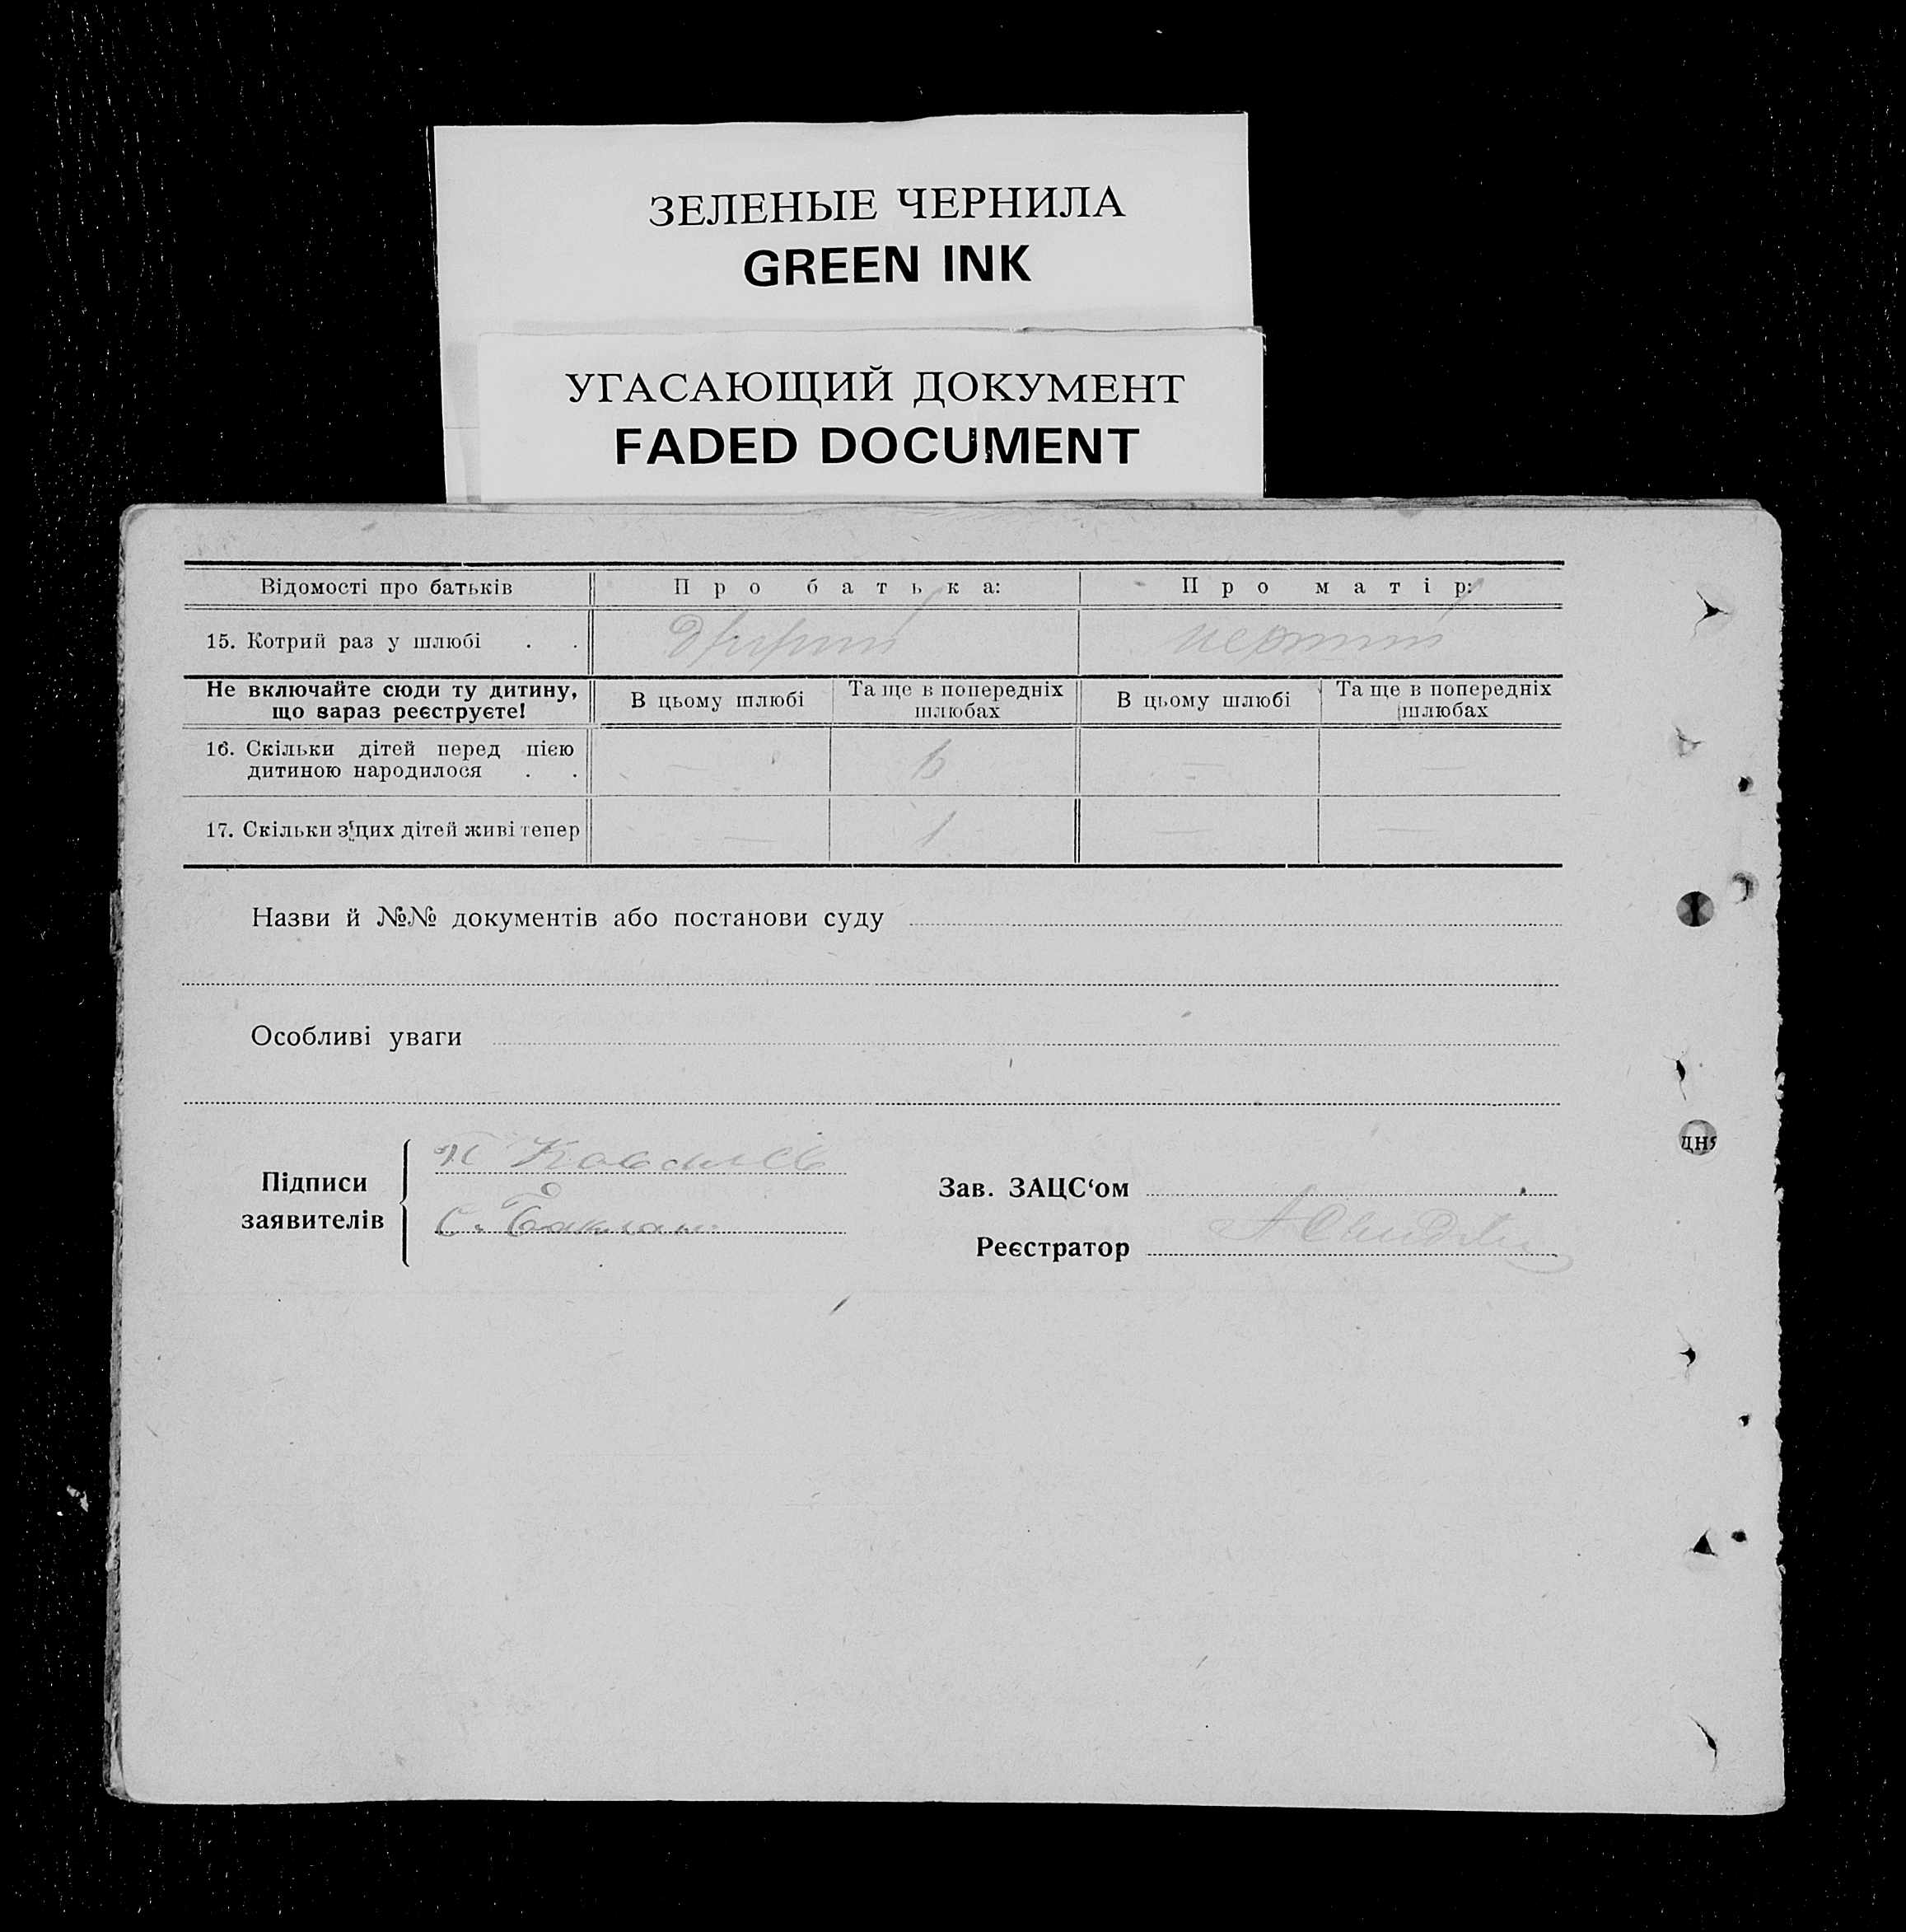 ЗЕЛЕНЫЕ ЧЕРНИЛА
GREEN INK
УГАСАЮЩИЙ ДОКУМЕНТ
FADED DOCUMENT
Відомості про батьків Про батька: Про матір:
15. Котрий раз у шлюбі . . другий перший
Не включайте сюди ту дитину, що зараз реєструєте! В цьому шлюбі Та ще в попередніх шлюбах В цьому шлюбі Та ще в попередніх шлюбах
16. Скільки дітей перед цією
дитиною народилося . . — — —
17. Скільки з цих дітей живі тепер — 1 — —
Назви й №№ документів або постанови суду
Особливі уваги
Підписи
заявителів
С. Баклан
Зав. ЗАЦС‘ом
Реєстратор
цня